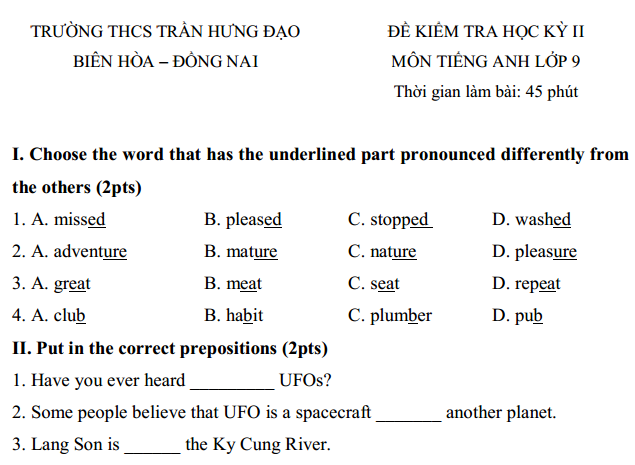 TRƯỜNG THCS TRẦN HƯNG ĐẠO ĐỀ KIỂM TRA HỌC KỲ II
BIÊN HÒA – ĐỒNG NAI MÔN TIẾNG ANH LỚP 9
Thời gian làm bài: 45 phút
I. Choose the word that has the underlined part pronounced differently from
the others (2pts)
1. A. missed B. pleased C. stopped D. washed
2. A. adventure B. mature C. nature D. pleasure
3. A. great B. meat C. seat D. repeat
4. A. club B. habit C. plumber D. pub
II. Put in the correct prepositions (2pts)
1. Have you ever heard _________ UFOs?
2. Some people believe that UFO is a spacecraft _______ another planet.
3. Lang Son is ______ the Ky Cung River.